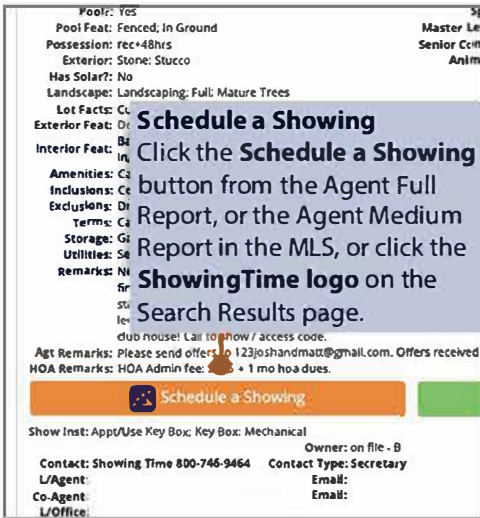 Pool?: Yes
Pool Feat: Fenced; In Ground
Master
Possession: rec+48hrs
Senior
Exterior: Stone; Stucco
Anim
Has Solar?: No
Landscape: Landscaping: Full; Mature Trees
Lot Facts:
Exterior Feat:
Interior Feat:
Amenities:
Inclusions:
Exclusions:
Terms:
Storage:
Utilities:
Remarks:
Schedule a Showing
Click the Schedule a Showing
button from the Agent Full
Report, or the Agent Medium
Report in the MLS, or click the
ShowingTime logo on the
Search Results page.
club house! Call to show / access code.
Agt Remarks: Please send offers to 123joshandmatt@gmail.com. Offers received
HOA Remarks: HOA Admin fee: + 1 mo hoa dues.
Schedule a Showing
Show Inst: Appt/Use Key Box; Key Box: Mechanical
Owner: on file - B
Contact: Showing Time 800-746-9464 Contact Type: Secretary
L/Agent: Email:
Co-Agent: Email:
L/Office: